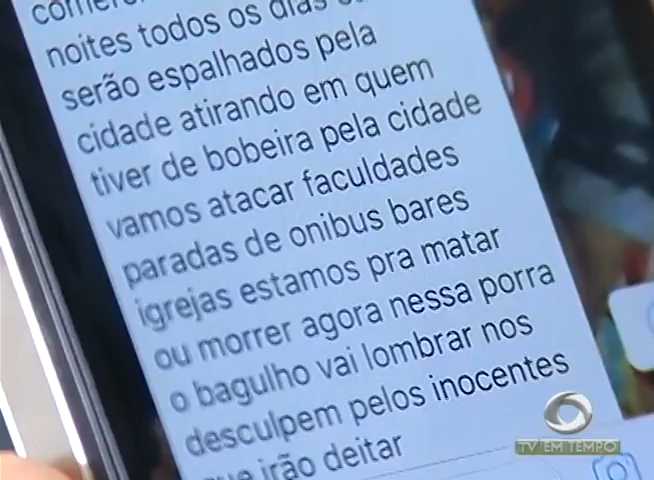 noites todos os dias
serão espalhados pela
cidade atirando em quem
tiver de bobeira pela cidade
vamos atacar faculdades
paradas de onibus bares
igrejas estamos pra matar
ou morrer agora nessa porra
o bagulho vai lombrar nos
desculpem pelos inocentes
que irão deitar
TV EM TEMPO